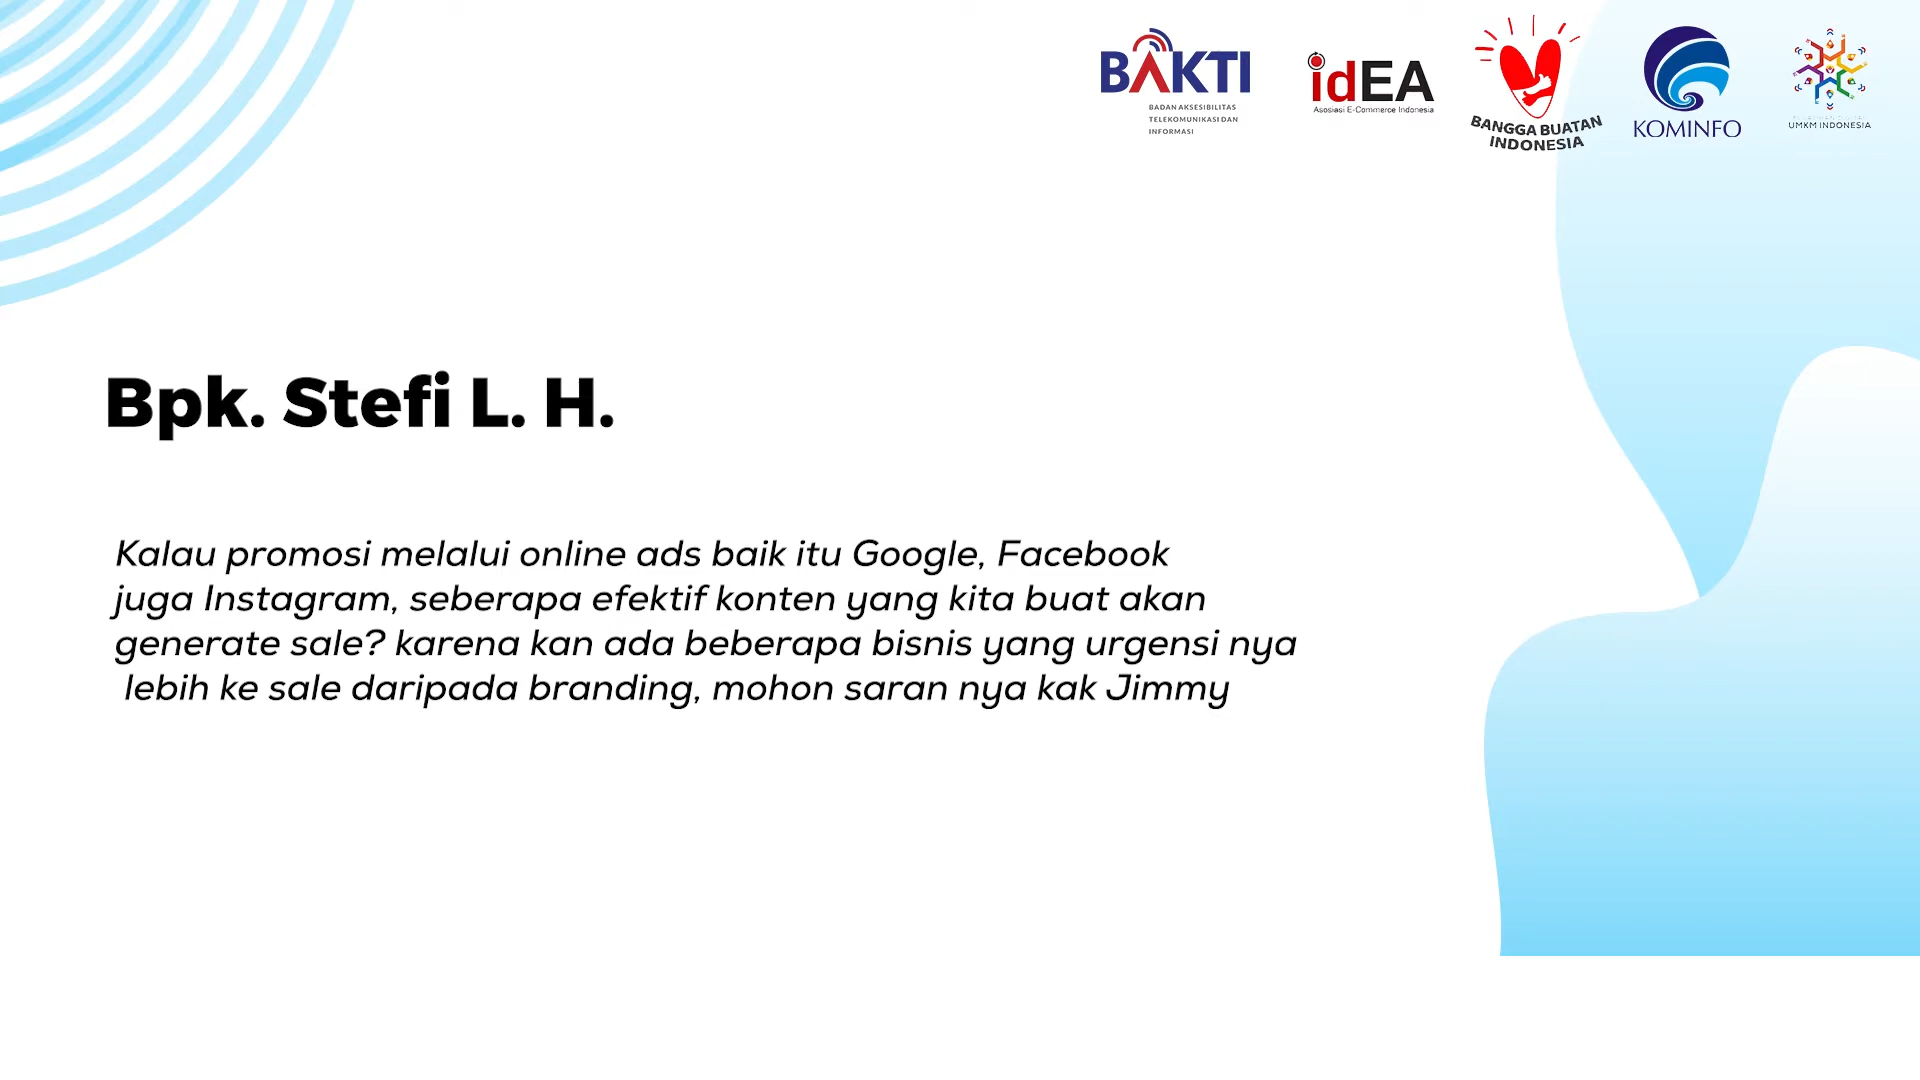 BAKTI
BADAN AKSESIBILITAS
TELEKOMUNIKASI DAN
INFORMASI
idEA
Asosiasi E-Commerce Indonesia
BANGGA BUATAN
INDONESIA
KOMINFO
UMKM INDONESIA
Bpk. Stefi L. H.
Kalau promosi melalui online ads baik itu Google, Facebook
juga Instagram, seberapa efektif konten yang kita buat akan
generate sale? karena kan ada beberapa bisnis yang urgensi nya
lebih ke sale daripada branding, mohon saran nya kak Jimmy